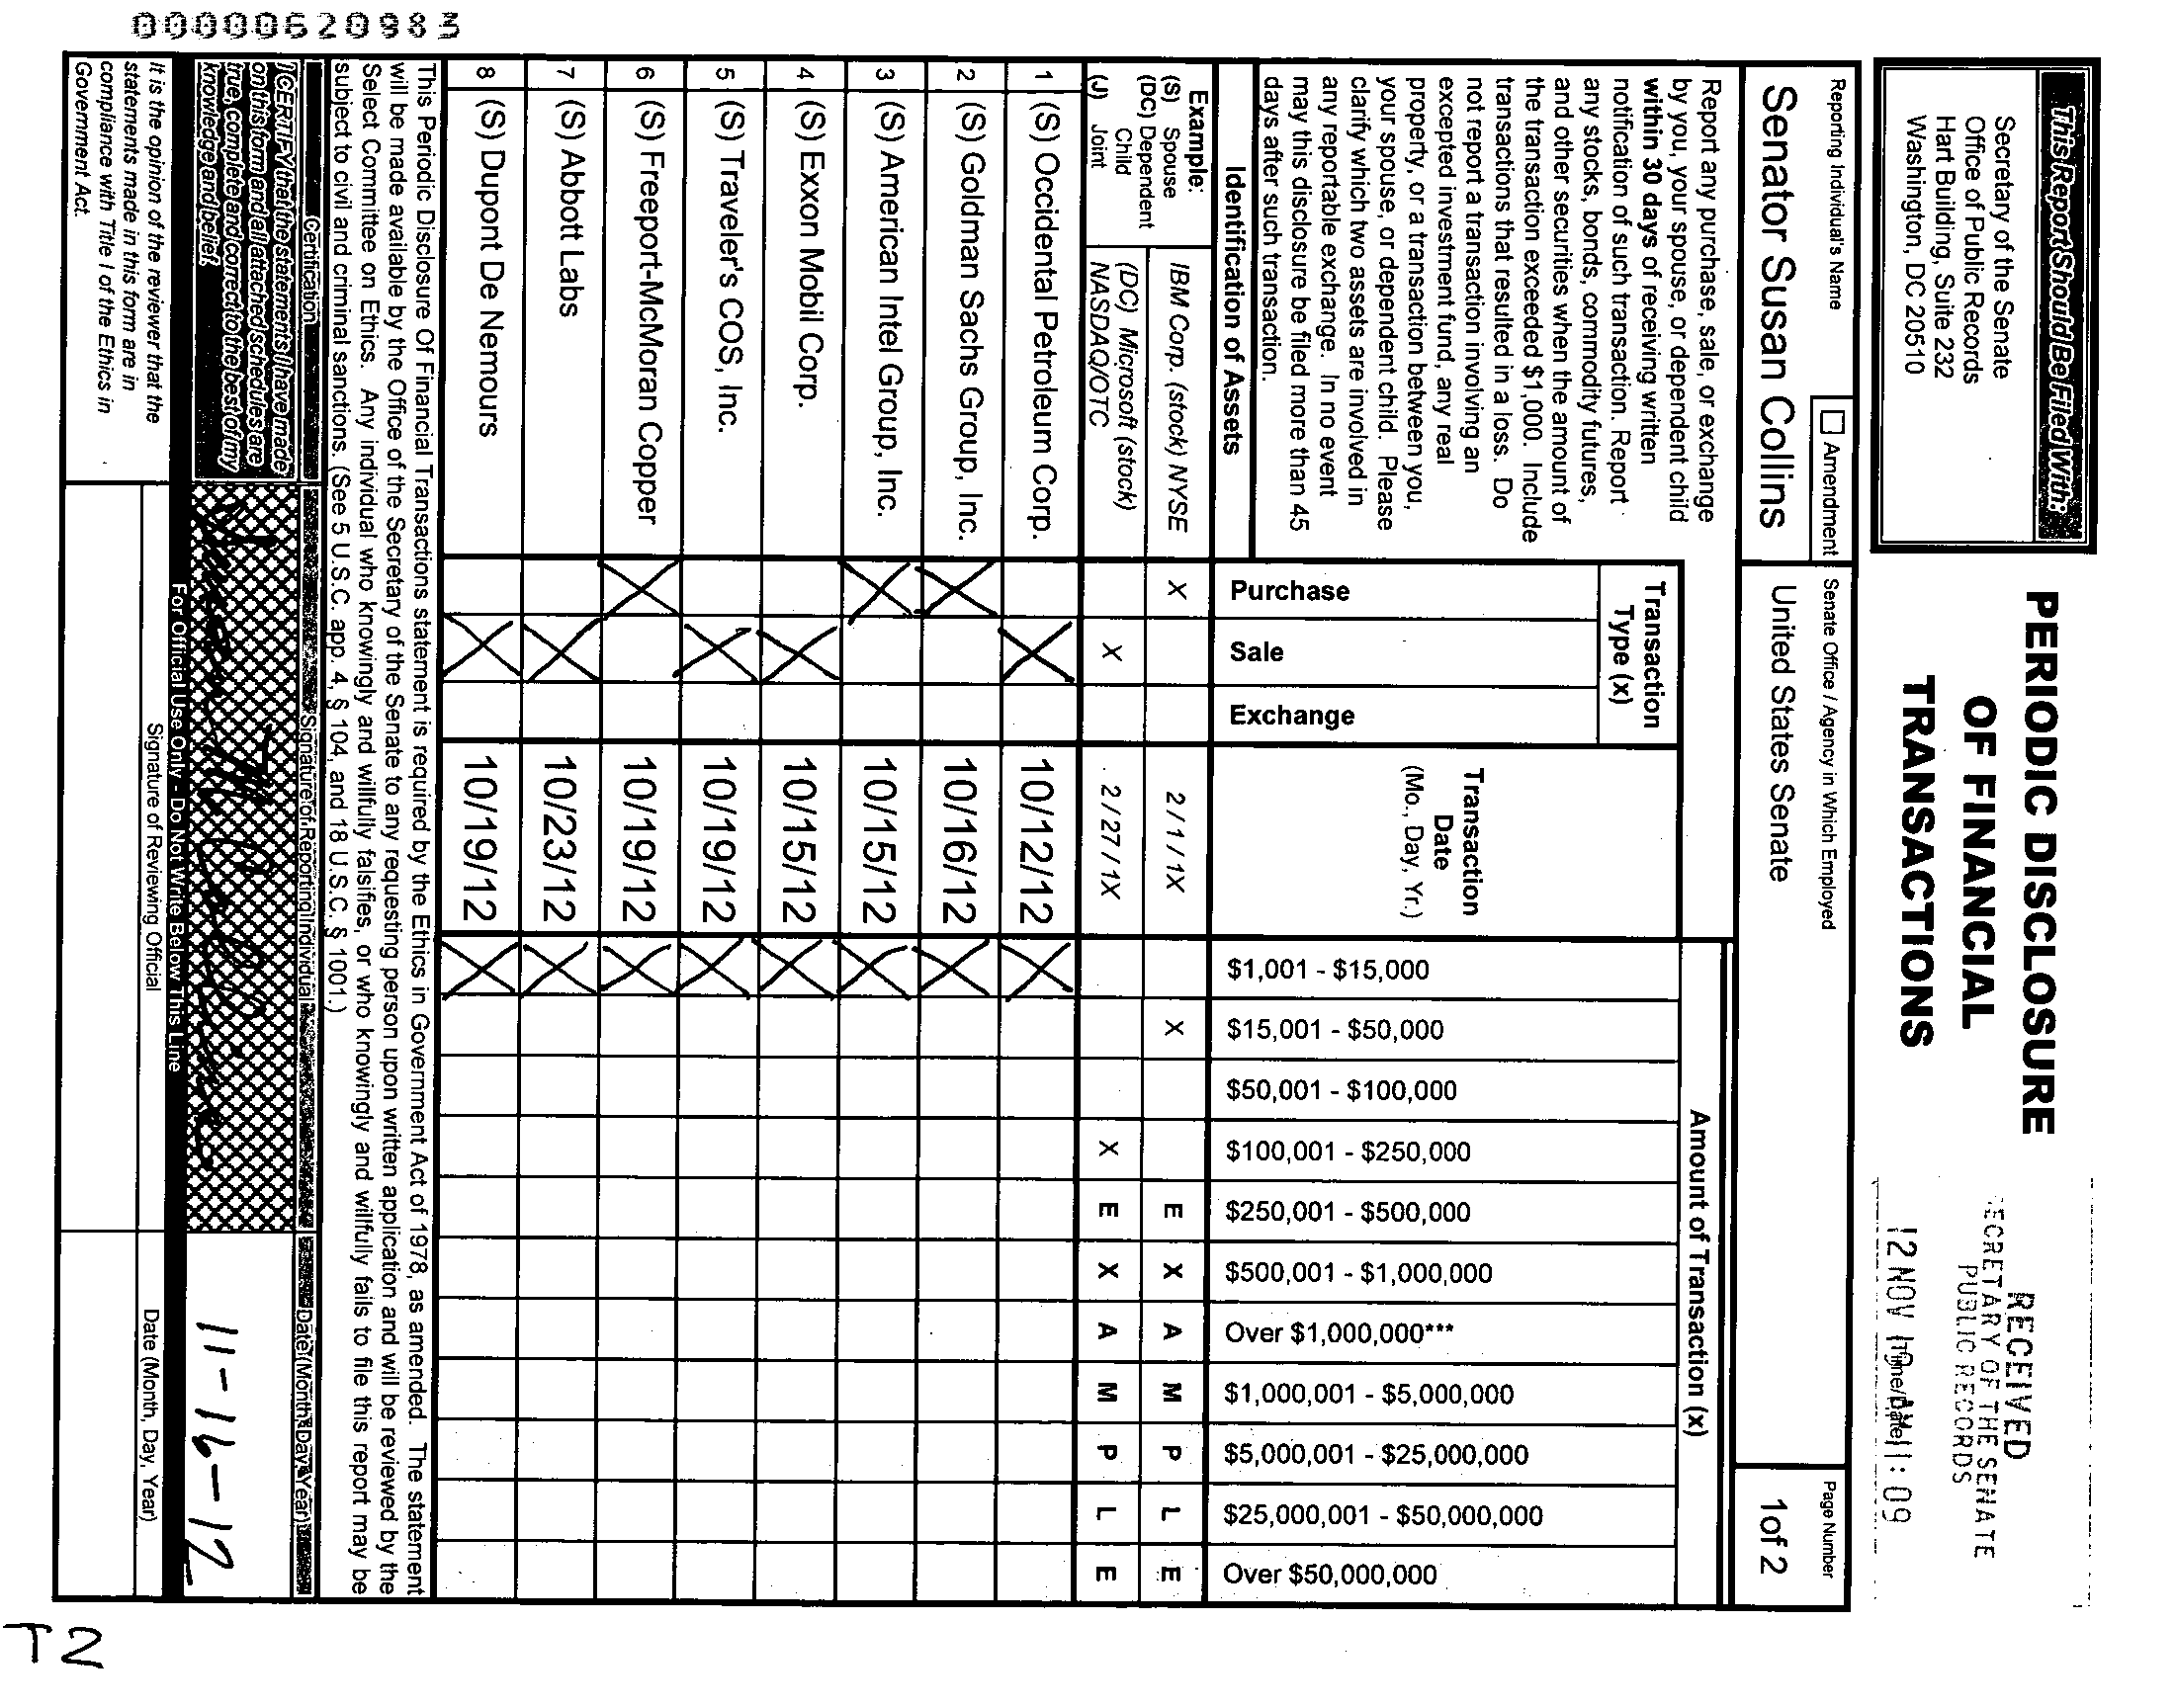 This Report Should Be Filed With:
Secretary of the Senate
Office of Public Records
Hart Building, Suite 232
Washington, DC 20510
PERIODIC DISCLOSURE
OF FINANCIAL
TRANSACTIONS
RECEIVED
SECRETARY OF THE SENATE
PUBLIC RECORDS
12 NOV 11:09
Reporting Individual's Name
Amendment
Senate Office / Agency in Which Employed
Page Number
Senator Susan Collins
United States Senate
1of 2
Report any purchase, sale, or exchange
by you, your spouse, or dependent child
within 30 days of receiving written
notification of such transaction. Report
any stocks, bonds, commodity futures,
and other securities when the amount of
the transaction exceeded $1,000. Include
transactions that resulted in a loss. Do
not report a transaction involving an
excepted investment fund, any real
property, or a transaction between you,
your spouse, or dependent child. Please
clarify which two assets are involved in
any reportable exchange. In no event
may this disclosure be filed more than 45
days after such transaction.
Transaction
Type (x)
Transaction
Date
(Mo., Day, Yr.)
Amount of Transaction (x)
Identification of Assets
Purchase
Sale
Exchange
$1,001 - $15,000
$15,001 - $50,000
$50,001 - $100,000
$100,001 - $250,000
$250,001 - $500,000
$500,001 - $1,000,000
Over $1,000,000***
$1,000,001 - $5,000,000
$5,000,001 - $25,000,000
$25,000,001 - $50,000,000
Over $50,000,000
Example:
(S) Spouse
(DC) Dependent
Child
(J) Joint
IBM Corp. (stock) NYSE X 2 / 1 / 1X X E X A M P L E
(DC) Microsoft (stock)
NASDAQ/OTC X 2 / 27 / 1X X E X A M P L E
1 (S) Occidental Petroleum Corp. X 10/12/12 X
2 (S) Goldman Sachs Group, Inc. X 10/16/12 X
3 (S) American Intel Group, Inc. X 10/15/12 X
4 (S) Exxon Mobil Corp. X 10/15/12 X
5 (S) Traveler's COS, Inc. X 10/19/12 X
6 (S) Freeport-McMoran Copper X 10/19/12 X
7 (S) Abbott Labs X 10/23/12 X
8 (S) Dupont De Nemours X 10/19/12 X
This Periodic Disclosure Of Financial Transactions statement is required by the Ethics in Government Act of 1978, as amended. The statement
will be made available by the Office of the Secretary of the Senate to any requesting person upon written application and will be reviewed by the
Select Committee on Ethics. Any individual who knowingly and willfully falsifies, or who knowingly and willfully fails to file this report may be
subject to civil and criminal sanctions. (See 5 U.S.C. app. 4, § 104, and 18 U.S.C. § 1001.)
Certification
Signature of Reporting Individual
Date (Month, Day, Year)
I CERTIFY that the statements I have made
on this form and all attached schedules are
true, complete and correct to the best of my
knowledge and belief.
11-16-12
For Official Use Only - Do Not Write Below This Line
It is the opinion of the reviewer that the
statements made in this form are in
compliance with Title I of the Ethics in
Government Act.
Signature of Reviewing Official
Date (Month, Day, Year)
T2